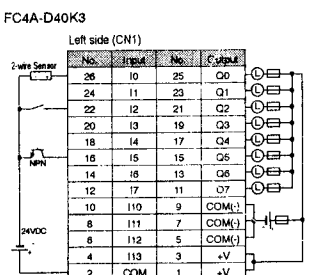 FC4A-D40K3
Left side (CN1)
No. Input No. Output
2-wire Sensor
26 I0 25 Q0 L
24 I1 23 Q1 L
22 I2 21 Q2 L
20 I3 19 Q3 L
18 I4 17 Q4 L
16 I5 15 Q5 L
NPN
14 I6 13 Q6 L
12 I7 11 Q7 L
10 I10 9 COM(-)
8 I11 7 COM(-)
24VDC
6 I12 5 COM(-)
4 I13 3 +V
2 COM 1 +V